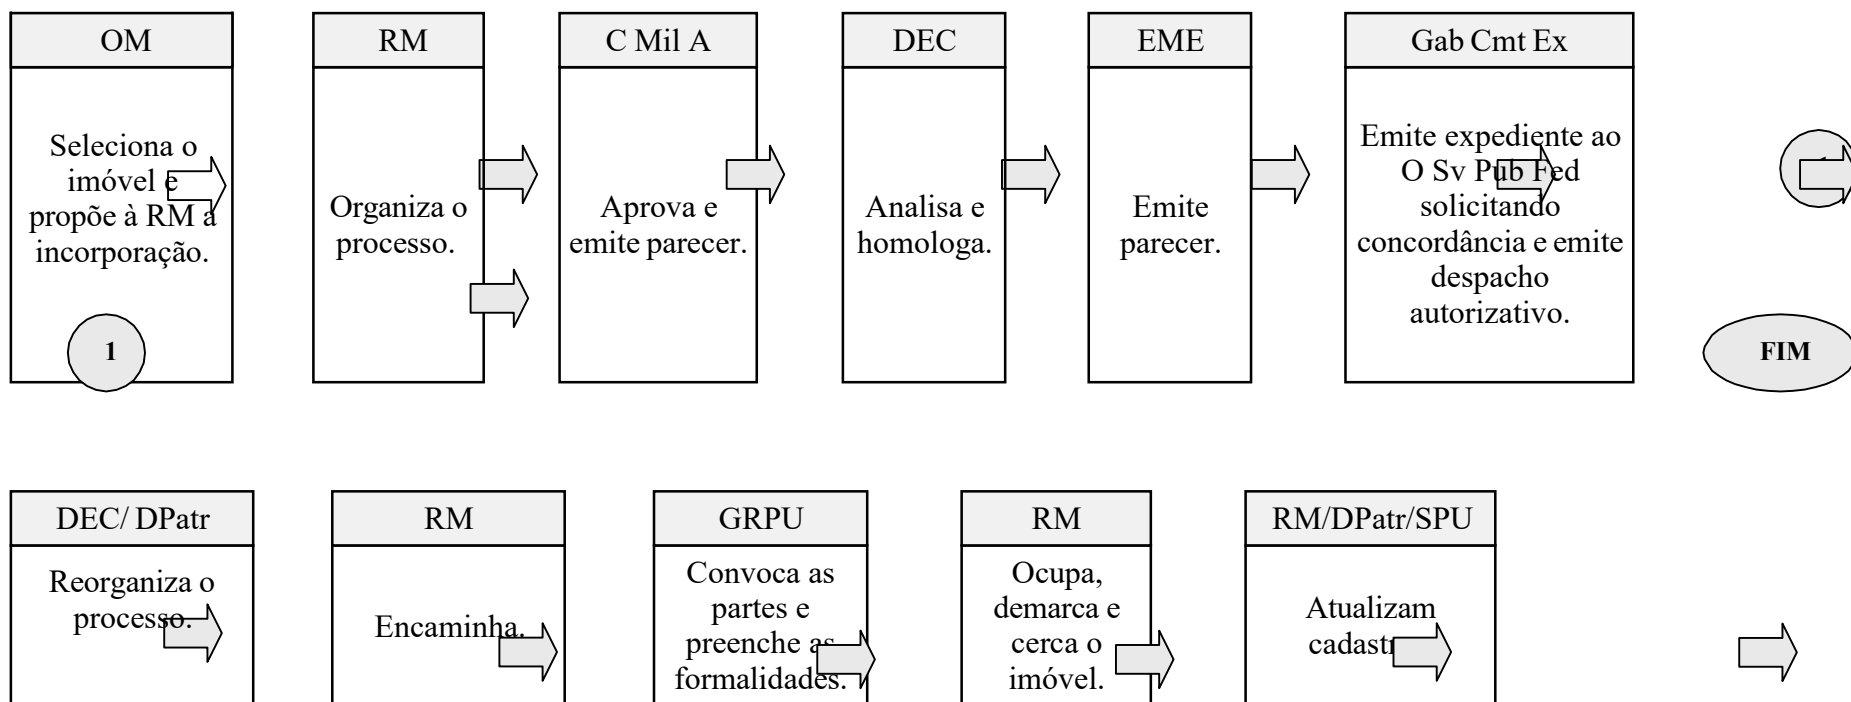 OM
Seleciona o
imóvel e
propõe à RM a
incorporação.
1
RM
Organiza o
processo.
C Mil A
Aprova e
emite parecer.
DEC
Analisa e
homologa.
EME
Emite
parecer.
Gab Cmt Ex
Emite expediente ao
O Sv Pub Fed
solicitando
concordância e emite
despacho
autorizativo.
FIM
DEC/ DPatr
Reorganiza o
processo.
RM
Encaminha.
GRPU
Convoca as
partes e
preenche as
formalidades.
RM
Ocupa,
demarca e
cerca o
imóvel.
RM/DPatr/SPU
Atualizam